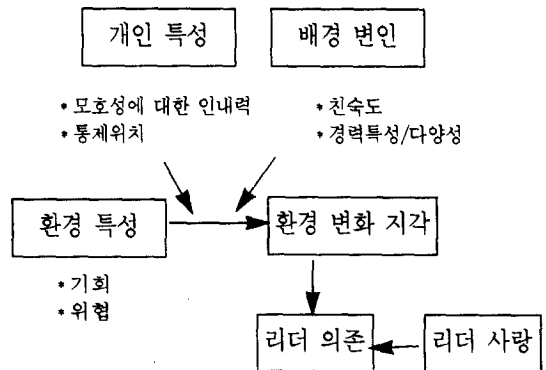 개인 특성
배경 변인
* 모호성에 대한 인내력
* 통제위치
* 친숙도
* 경력특성/다양성
환경 특성
환경 변화 지각
* 기회
* 위협
리더 의존
리더 사랑